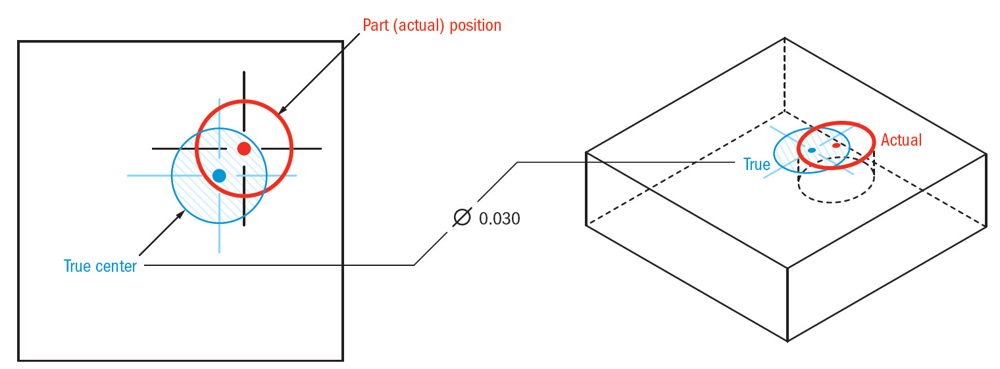 Part (actual) position
True center
Ø 0.030
True
Actual